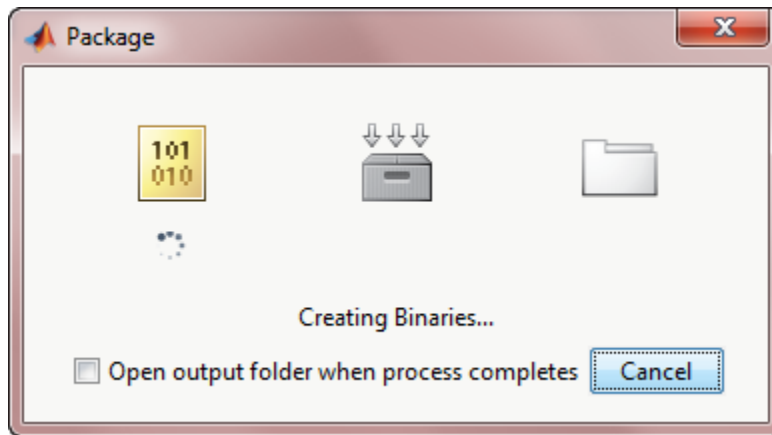 Package
101
010
Creating Binaries...
Open output folder when process completes
Cancel